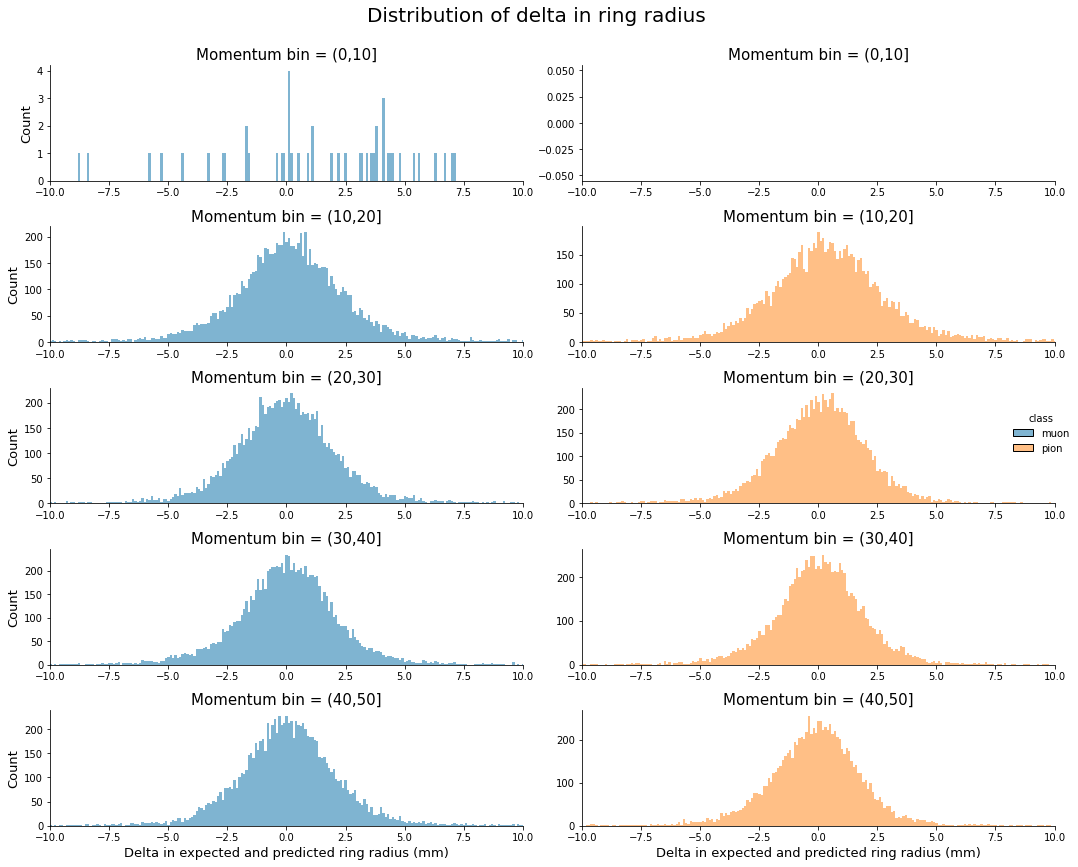 Distribution of delta in ring radius
Momentum bin = (0,10]
Count
4
3
2
1
0
−10.0 −7.5 −5.0 −2.5 0.0 2.5 5.0 7.5 10.0
Momentum bin = (0,10]
0.050
0.025
0.000
−0.025
−0.050
−10.0 −7.5 −5.0 −2.5 0.0 2.5 5.0 7.5 10.0
Momentum bin = (10,20]
Count
200
150
100
50
0
−10.0 −7.5 −5.0 −2.5 0.0 2.5 5.0 7.5 10.0
Momentum bin = (10,20]
150
100
50
0
−10.0 −7.5 −5.0 −2.5 0.0 2.5 5.0 7.5 10.0
Momentum bin = (20,30]
Count
200
150
100
50
0
−10.0 −7.5 −5.0 −2.5 0.0 2.5 5.0 7.5 10.0
Momentum bin = (20,30]
200
150
100
50
0
−10.0 −7.5 −5.0 −2.5 0.0 2.5 5.0 7.5 10.0
class
muon
pion
Momentum bin = (30,40]
Count
200
150
100
50
0
−10.0 −7.5 −5.0 −2.5 0.0 2.5 5.0 7.5 10.0
Momentum bin = (30,40]
200
100
0
−10.0 −7.5 −5.0 −2.5 0.0 2.5 5.0 7.5 10.0
Momentum bin = (40,50]
Count
200
150
100
50
0
−10.0 −7.5 −5.0 −2.5 0.0 2.5 5.0 7.5 10.0
Delta in expected and predicted ring radius (mm)
Momentum bin = (40,50]
200
100
0
−10.0 −7.5 −5.0 −2.5 0.0 2.5 5.0 7.5 10.0
Delta in expected and predicted ring radius (mm)